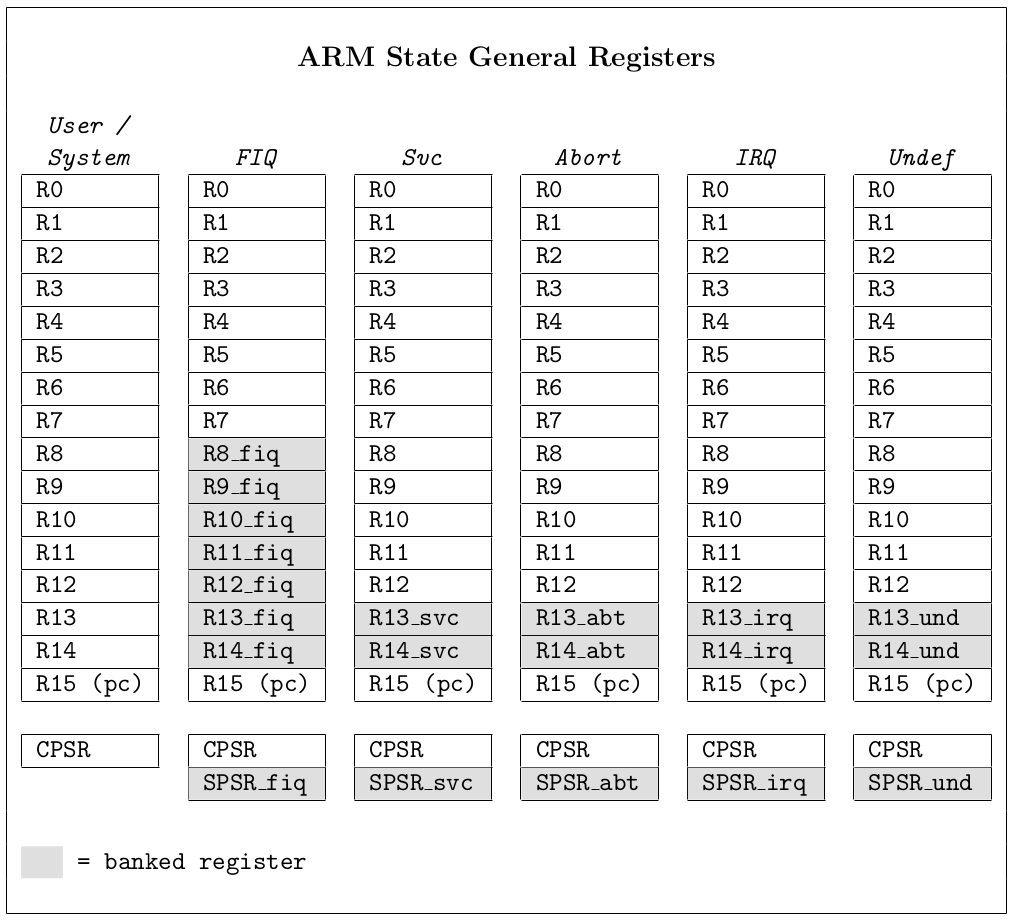 ARM State General Registers
User /
System FIQ Svc Abort IRQ Undef
R0 R0 R0 R0 R0 R0
R1 R1 R1 R1 R1 R1
R2 R2 R2 R2 R2 R2
R3 R3 R3 R3 R3 R3
R4 R4 R4 R4 R4 R4
R5 R5 R5 R5 R5 R5
R6 R6 R6 R6 R6 R6
R7 R7 R7 R7 R7 R7
R8 R8_fiq R8 R8 R8 R8
R9 R9_fiq R9 R9 R9 R9
R10 R10_fiq R10 R10 R10 R10
R11 R11_fiq R11 R11 R11 R11
R12 R12_fiq R12 R12 R12 R12
R13 R13_fiq R13_svc R13_abt R13_irq R13_und
R14 R14_fiq R14_svc R14_abt R14_irq R14_und
R15 (pc) R15 (pc) R15 (pc) R15 (pc) R15 (pc) R15 (pc)
CPSR CPSR CPSR CPSR CPSR CPSR
SPSR_fiq SPSR_svc SPSR_abt SPSR_irq SPSR_und
= banked register